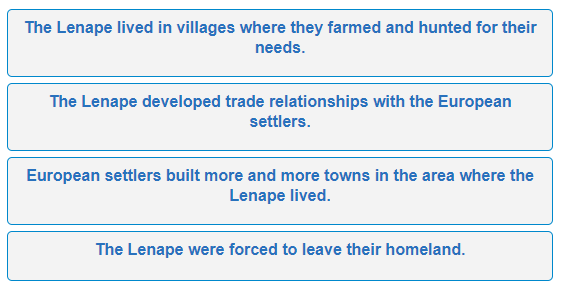 The Lenape lived in villages where they farmed and hunted for their
needs.
The Lenape developed trade relationships with the European
settlers.
European settlers built more and more towns in the area where the
Lenape lived.
The Lenape were forced to leave their homeland.